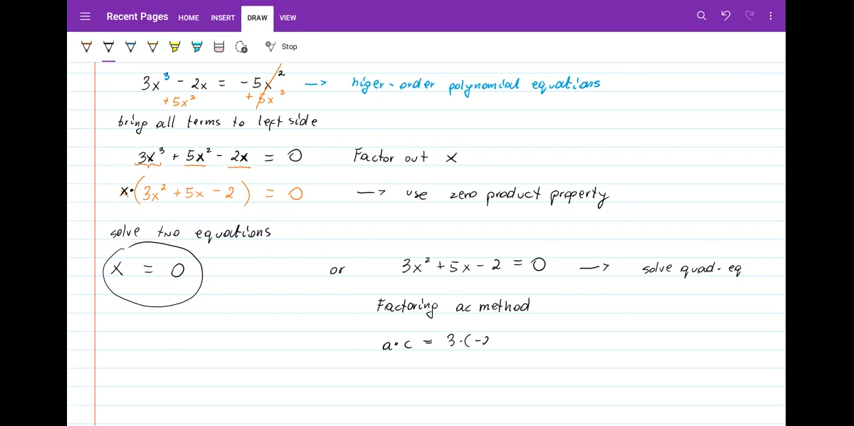 Recent Pages HOME INSERT DRAW VIEW
Stop
3x³ - 2x = -5x² --> higer-order polynomial equations
+5x² +5x²
bring all terms to left side
3x³ + 5x² - 2x = 0 Factor out x
x•(3x² + 5x - 2) = 0 --> use zero product property
solve two equations
x = 0 or 3x² + 5x - 2 = 0 --> solve quad-eq
Factoring ac method
a•c = 3•(-2